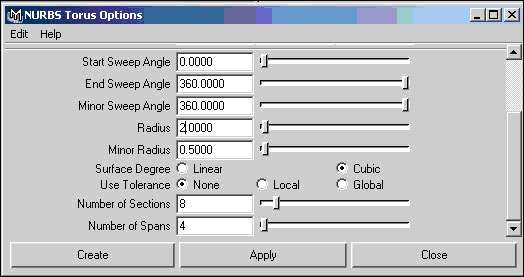 NURBS Torus Options
Edit Help
Start Sweep Angle 0.0000
End Sweep Angle 360.0000
Minor Sweep Angle 360.0000
Radius 2.0000
Minor Radius 0.5000
Surface Degree Linear Cubic
Use Tolerance None Local Global
Number of Sections 8
Number of Spans 4
Create Apply Close